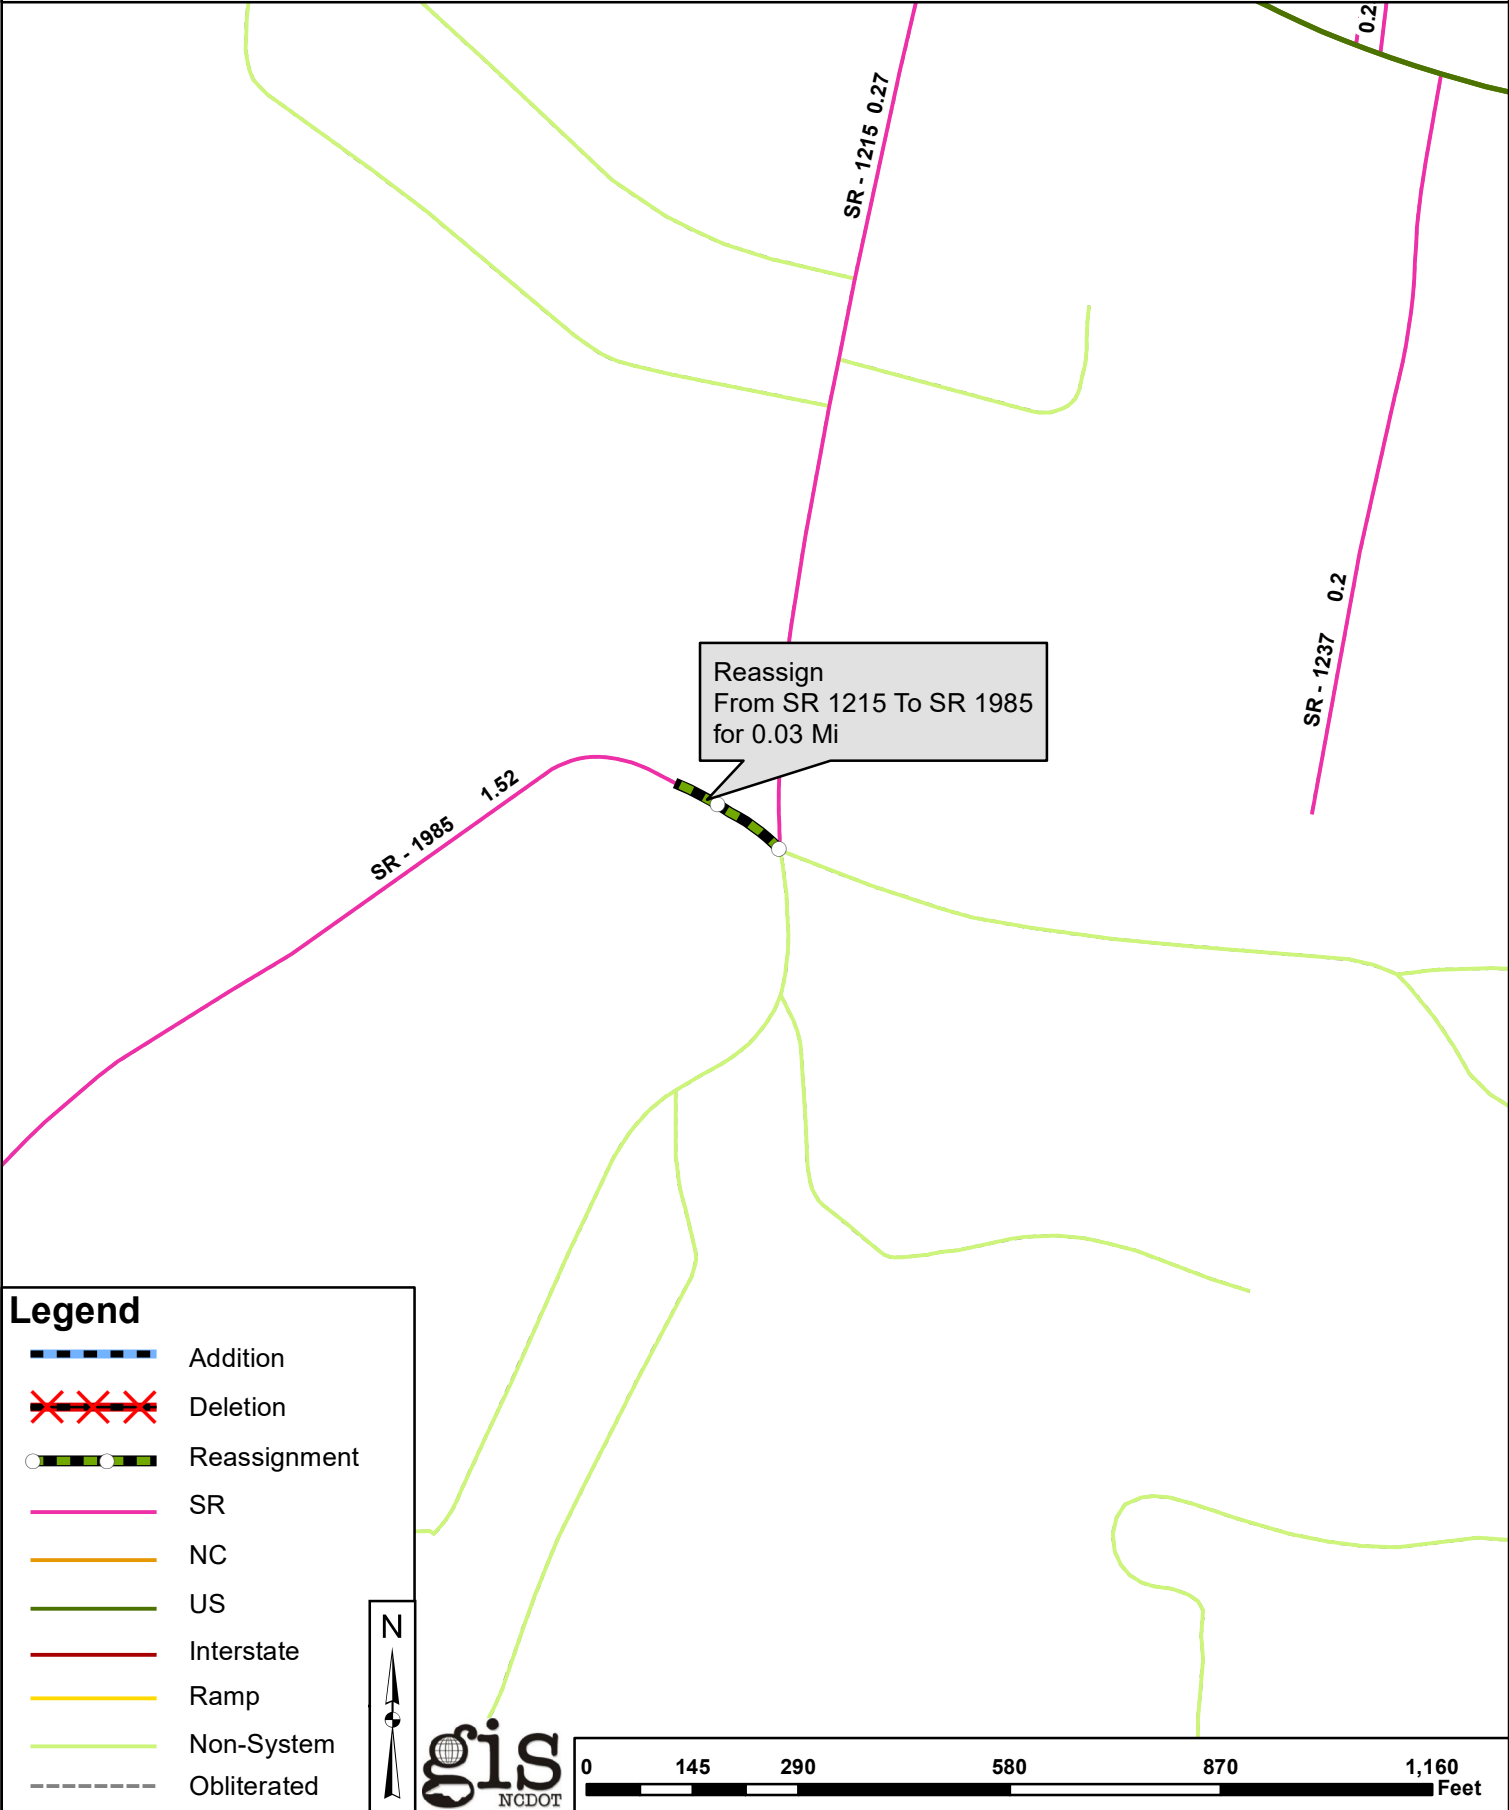 0.2
SR - 1215 0.27
SR - 1237 0.2
Reassign
From SR 1215 To SR 1985
for 0.03 Mi
SR - 1985 1.52
Legend
Addition
Deletion
Reassignment
SR
NC
US
Interstate
Ramp
Non-System
Obliterated
N
gis
NCDOT
0 145 290 580 870 1,160
Feet